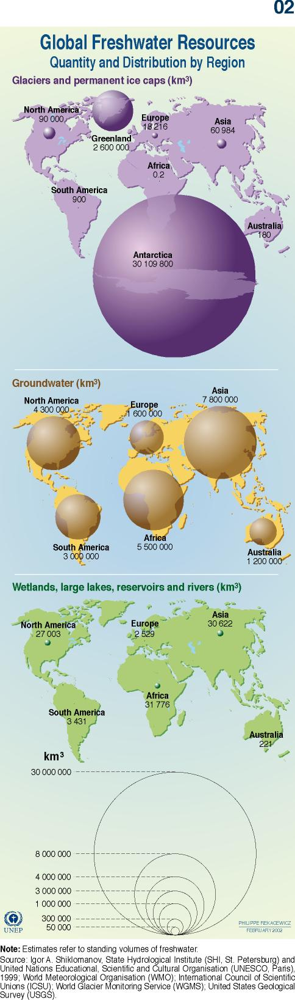 02
Global Freshwater Resources
Quantity and Distribution by Region
Glaciers and permanent ice caps (km³)
North America
90 000
Greenland
2 600 000
Europe
18 216
Asia
60 984
Africa
0.2
South America
900
Australia
180
Antarctica
30 109 800
Groundwater (km³)
North America
4 300 000
Europe
1 600 000
Asia
7 800 000
South America
3 000 000
Africa
5 500 000
Australia
1 200 000
Wetlands, large lakes, reservoirs and rivers (km³)
North America
27 003
Europe
2 529
Asia
30 622
Africa
31 776
South America
3 431
Australia
221
km³
30 000 000
8 000 000
4 000 000
3 000 000
1 000 000
300 000
50 000
UNEP
PHILIPPE REKACEWICZ
FEBRUARY 2002
Note: Estimates refer to standing volumes of freshwater.
Source: Igor A. Shiklomanov, State Hydrological Institute (SHI, St. Petersburg) and
United Nations Educational, Scientific and Cultural Organisation (UNESCO, Paris),
1999; World Meteorological Organisation (WMO); International Council of Scientific
Unions (ICSU); World Glacier Monitoring Service (WGMS); United States Geological
Survey (USGS).